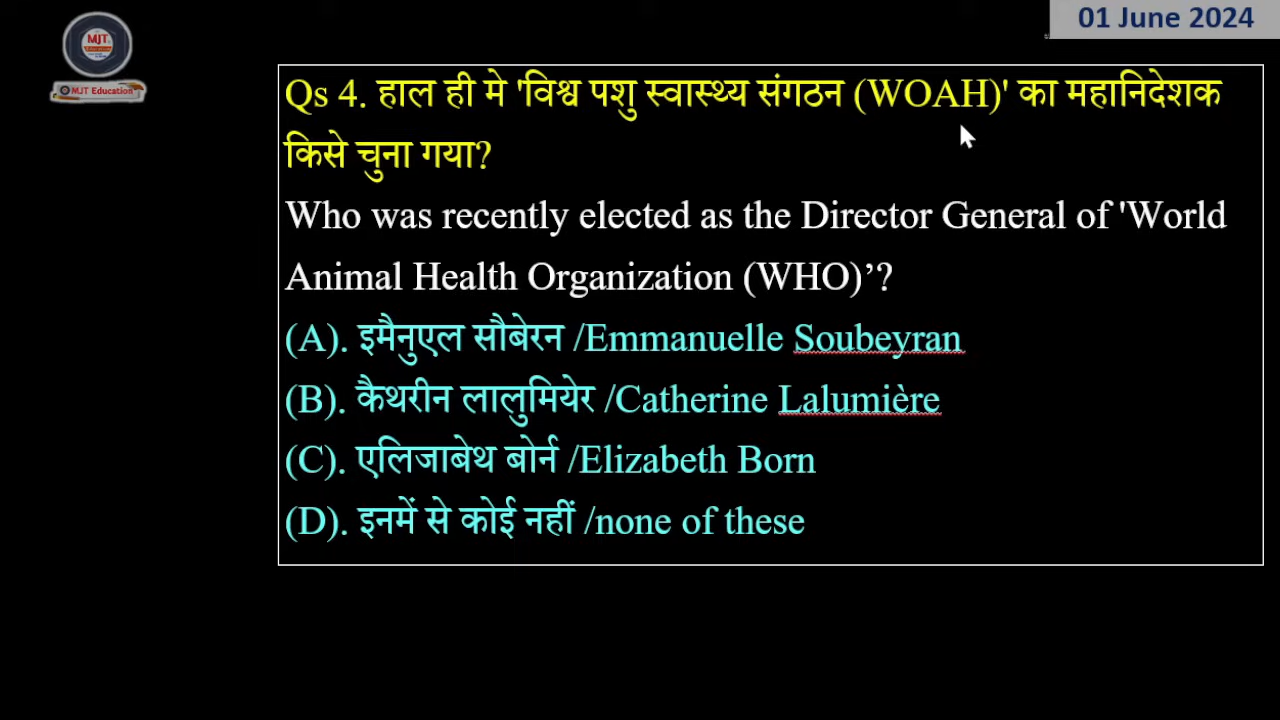 01 June 2024
MJT
Education
MJT Education
Qs 4. हाल ही मे 'विश्व पशु स्वास्थ्य संगठन (WOAH)' का महानिदेशक
किसे चुना गया?
Who was recently elected as the Director General of 'World
Animal Health Organization (WHO)’?
(A). इमैनुएल सौबेरन /Emmanuelle Soubeyran
(B). कैथरीन लालुमियेर /Catherine Lalumière
(C). एलिजाबेथ बोर्न /Elizabeth Born
(D). इनमें से कोई नहीं /none of these